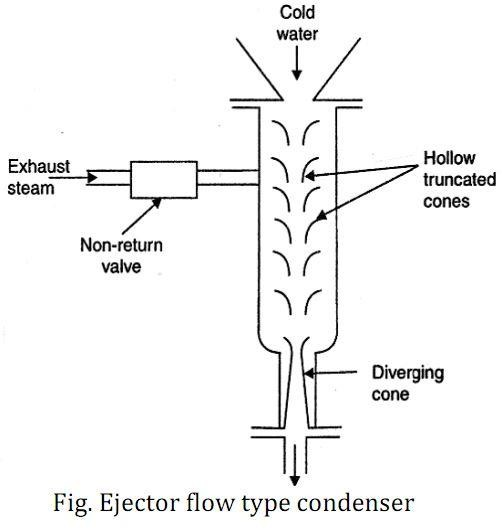 Cold
water
Exhaust
steam
Hollow
truncated
cones
Non-return
valve
Diverging
cone
Fig. Ejector flow type condenser